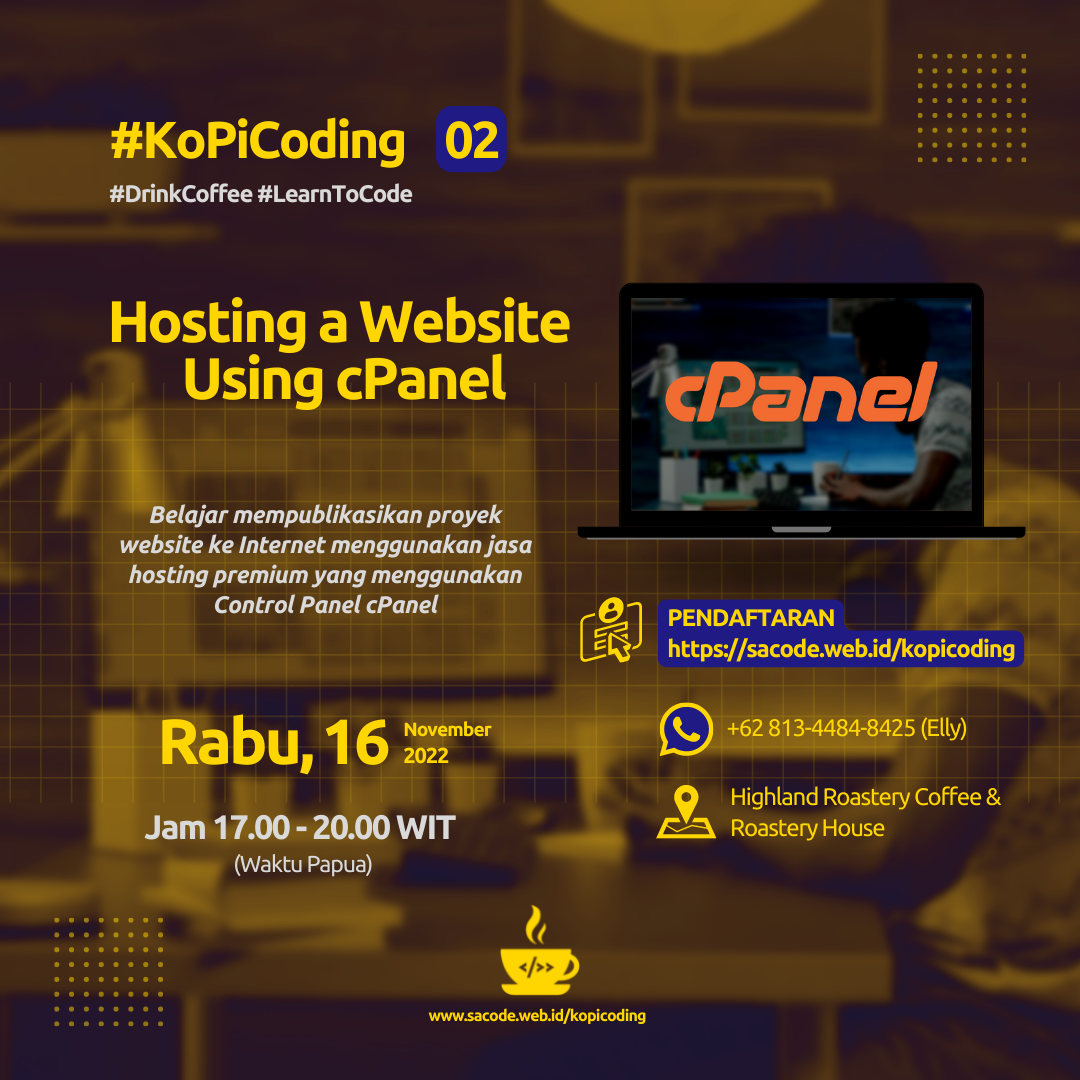 #KoPiCoding 02
#DrinkCoffee #LearnToCode
Hosting a Website
Using cPanel
cPanel
Belajar mempublikasikan proyek
website ke Internet menggunakan jasa
hosting premium yang menggunakan
Control Panel cPanel
PENDAFTARAN
https://sacode.web.id/kopicoding
Rabu, 16 November
2022
+62 813-4484-8425 (Elly)
Jam 17.00 - 20.00 WIT
(Waktu Papua)
Highland Roastery Coffee &
Roastery House
</>>
www.sacode.web.id/kopicoding